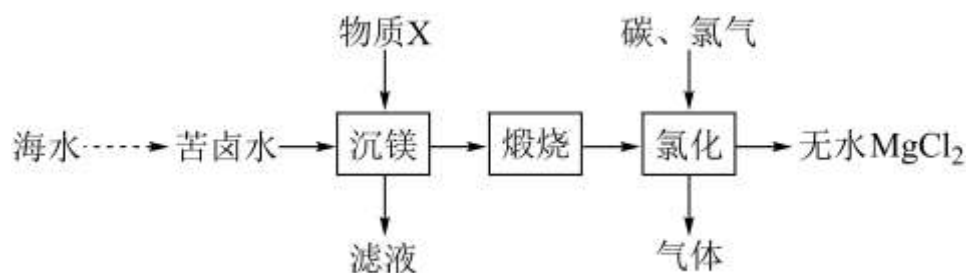 物质X
碳、氯气
海水
苦卤水
沉镁
煅烧
氯化
无水MgCl₂
滤液
气体